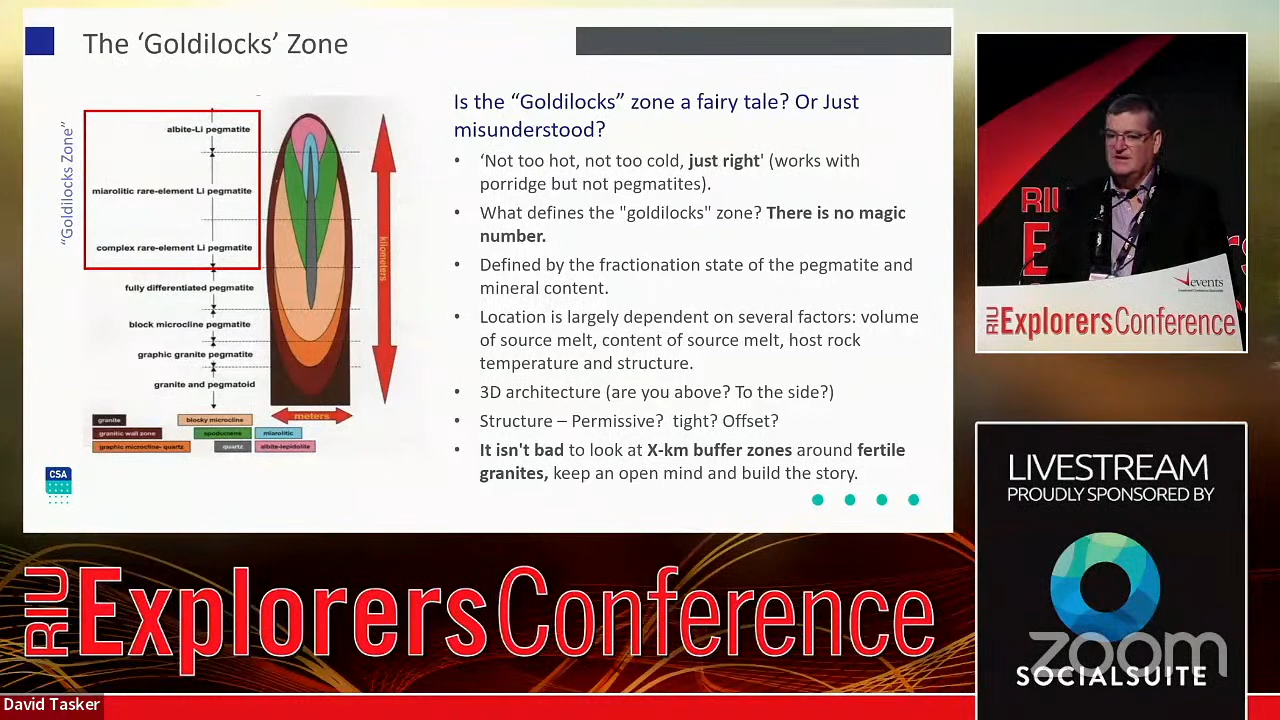 The ‘Goldilocks’ Zone
“Goldilocks Zone”
albite-Li pegmatite
miarolitic rare-element Li pegmatite
complex rare-element Li pegmatite
fully differentiated pegmatite
block microcline pegmatite
graphic granite pegmatite
granite and pegmatoid
kilometers
meters
granite
blocky microcline
granitic wall zone
spodumene
miarolitic
graphic microcline- quartz
quartz
albite-lepidolite
CSA
Is the “Goldilocks” zone a fairy tale? Or Just
misunderstood?
• ‘Not too hot, not too cold, just right' (works with
porridge but not pegmatites).
• What defines the "goldilocks" zone? There is no magic
number.
• Defined by the fractionation state of the pegmatite and
mineral content.
• Location is largely dependent on several factors: volume
of source melt, content of source melt, host rock
temperature and structure.
• 3D architecture (are you above? To the side?)
• Structure – Permissive? tight? Offset?
• It isn't bad to look at X-km buffer zones around fertile
granites, keep an open mind and build the story.
RIU
E
events
RIU ExplorersConference
LIVESTREAM
PROUDLY SPONSORED BY
zoom
SOCIALSUITE
RIU ExplorersConference
David Tasker